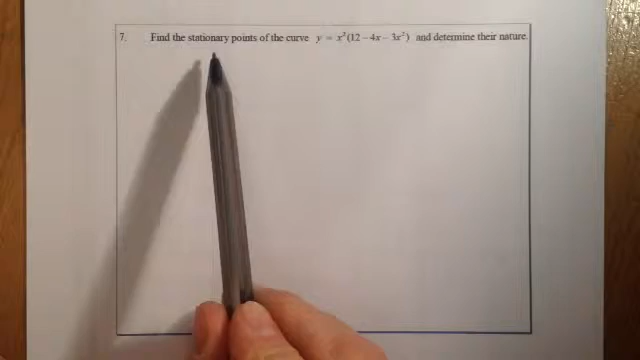 7. Find the stationary points of the curve y = x²(12 – 4x – 3x²) and determine their nature.